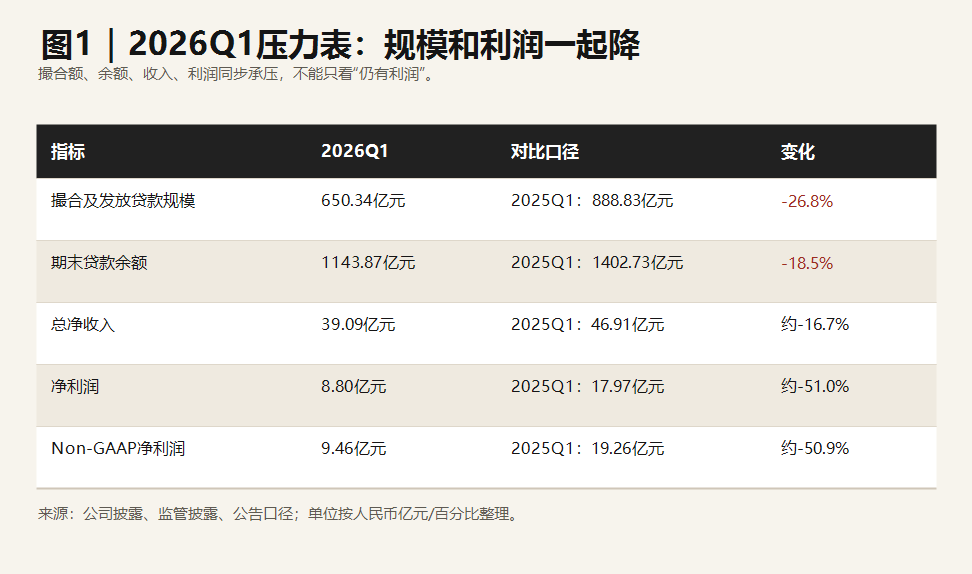 图1｜2026Q1压力表：规模和利润一起降
撮合额、余额、收入、利润同步承压，不能只看“仍有利润”。
指标 2026Q1 对比口径 变化
撮合及发放贷款规模 650.34亿元 2025Q1：888.83亿元 -26.8%
期末贷款余额 1143.87亿元 2025Q1：1402.73亿元 -18.5%
总净收入 39.09亿元 2025Q1：46.91亿元 约-16.7%
净利润 8.80亿元 2025Q1：17.97亿元 约-51.0%
Non-GAAP净利润 9.46亿元 2025Q1：19.26亿元 约-50.9%
来源：公司披露、监管披露、公告口径；单位按人民币亿元/百分比整理。